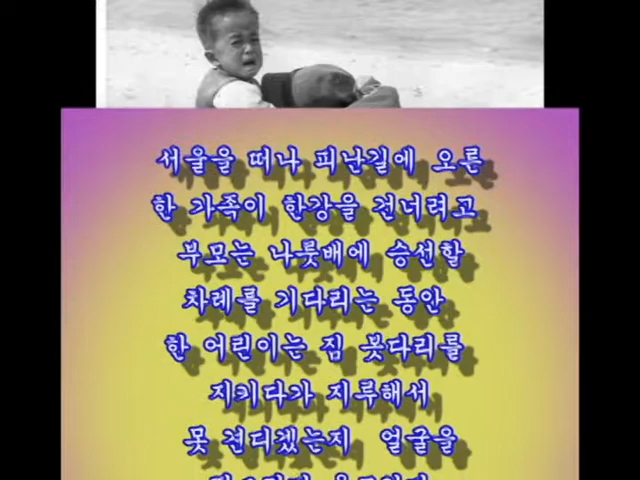 서울을 떠나 피난길에 오른
한 가족이 한강을 건너려고
부모는 나룻배에 승선할
차례를 기다리는 동안
한 어린이는 짐 봇다리를
지키다가 지루해서
못 견디겠는지 얼굴을